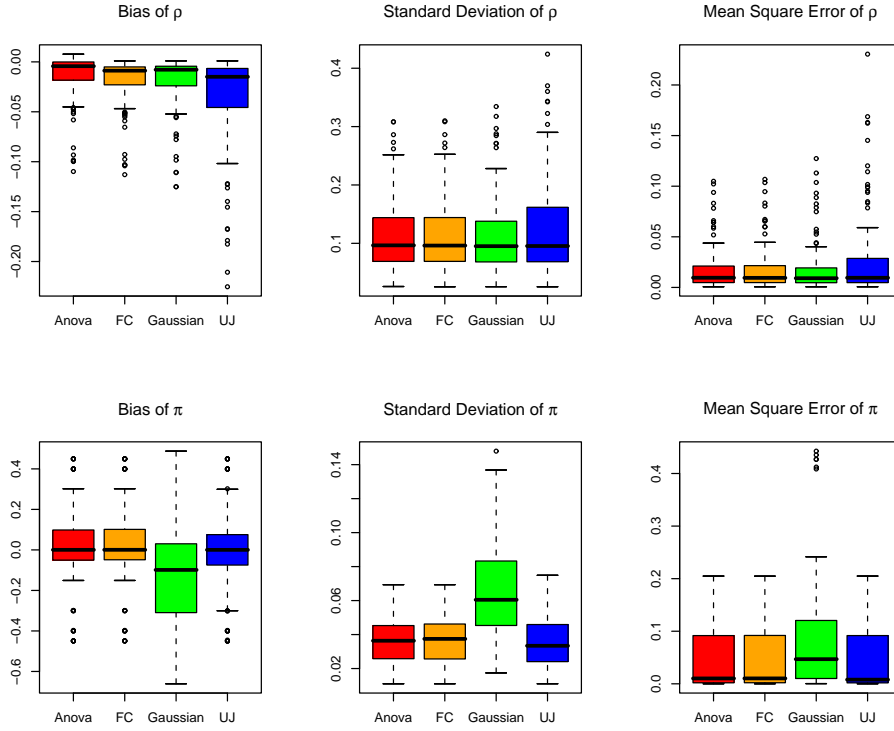 Bias of ρ
0.00
−0.05
−0.10
−0.15
−0.20
Anova FC Gaussian UJ
Standard Deviation of ρ
0.4
0.3
0.2
0.1
Anova FC Gaussian UJ
Mean Square Error of ρ
0.20
0.15
0.10
0.05
0.00
Anova FC Gaussian UJ
Bias of π
0.4
0.2
0.0
−0.2
−0.4
−0.6
Anova FC Gaussian UJ
Standard Deviation of π
0.14
0.10
0.06
0.02
Anova FC Gaussian UJ
Mean Square Error of π
0.4
0.3
0.2
0.1
0.0
Anova FC Gaussian UJ